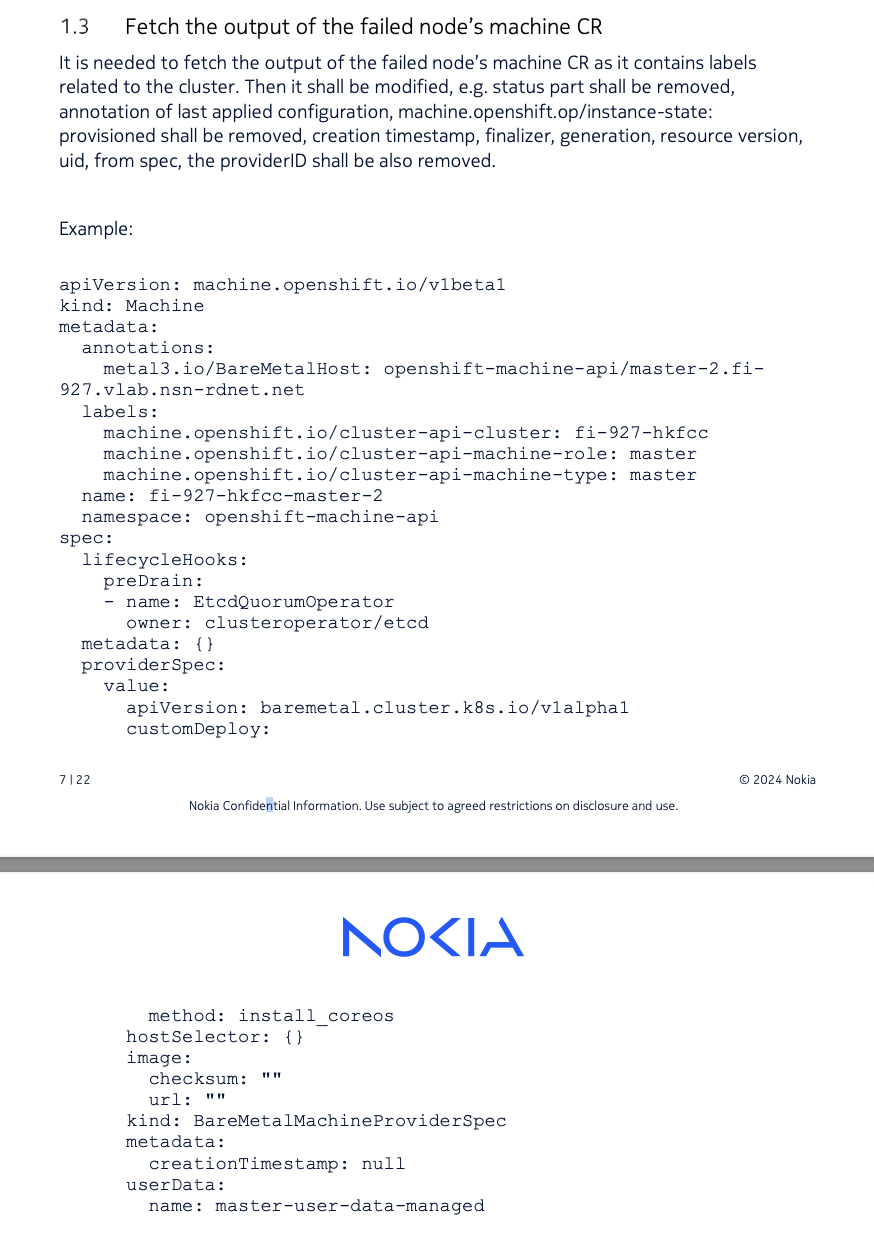 1.3 Fetch the output of the failed node's machine CR
It is needed to fetch the output of the failed node's machine CR as it contains labels
related to the cluster. Then it shall be modified, e.g. status part shall be removed,
annotation of last applied configuration, machine.openshift.op/instance-state:
provisioned shall be removed, creation timestamp, finalizer, generation, resource version,
uid, from spec, the providerID shall be also removed.
Example:
apiVersion: machine.openshift.io/v1beta1
kind: Machine
metadata:
  annotations:
    metal3.io/BareMetalHost: openshift-machine-api/master-2.fi-
927.vlab.nsn-rdnet.net
  labels:
    machine.openshift.io/cluster-api-cluster: fi-927-hkfcc
    machine.openshift.io/cluster-api-machine-role: master
    machine.openshift.io/cluster-api-machine-type: master
  name: fi-927-hkfcc-master-2
  namespace: openshift-machine-api
spec:
  lifecycleHooks:
    preDrain:
    - name: EtcdQuorumOperator
      owner: clusteroperator/etcd
  metadata: {}
  providerSpec:
    value:
      apiVersion: baremetal.cluster.k8s.io/v1alpha1
      customDeploy:
7 | 22 © 2024 Nokia
Nokia Confidential Information. Use subject to agreed restrictions on disclosure and use.
NOKIA
        method: install_coreos
      hostSelector: {}
      image:
        checksum: ""
        url: ""
      kind: BareMetalMachineProviderSpec
      metadata:
        creationTimestamp: null
      userData:
        name: master-user-data-managed